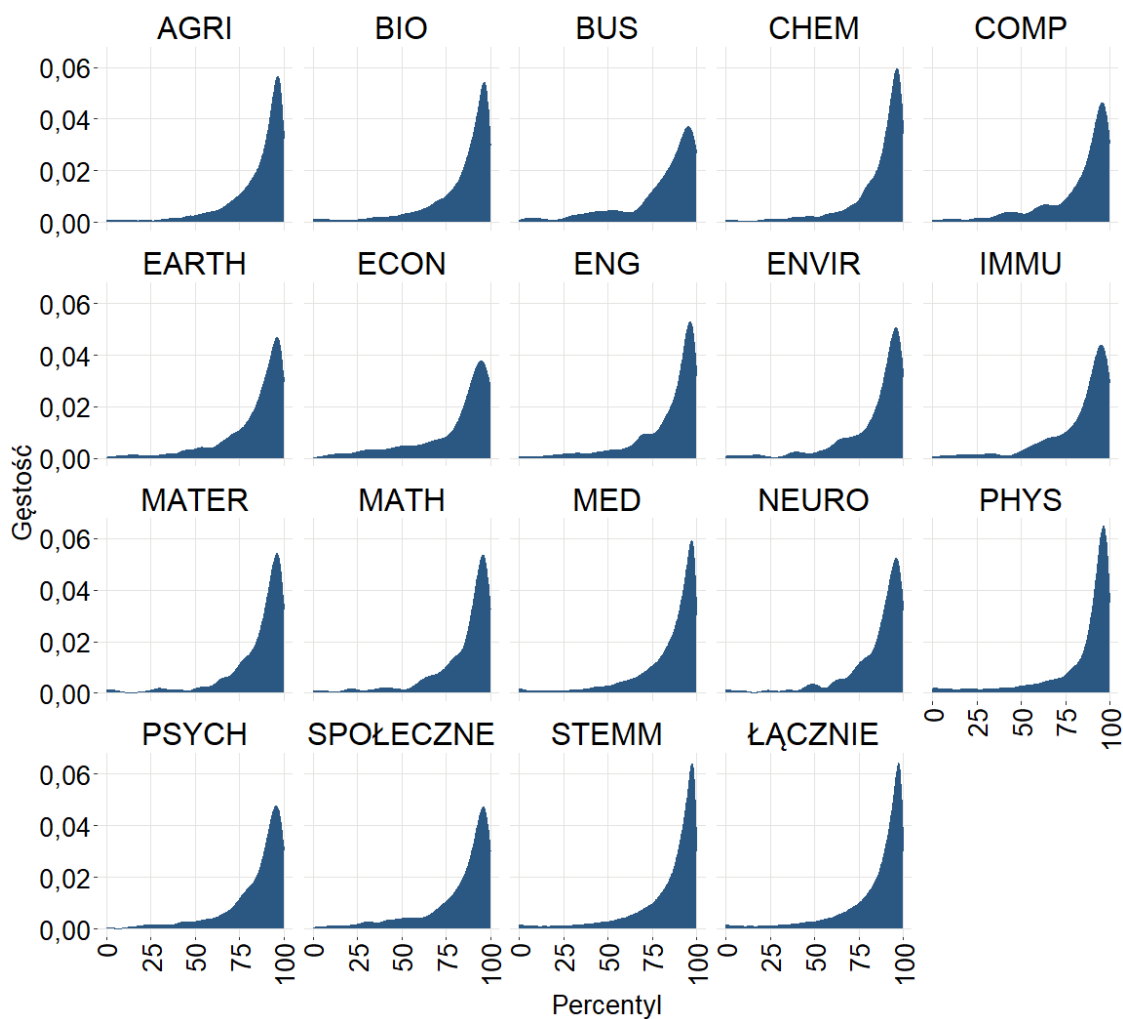 AGRI BIO BUS CHEM COMP
0,06
0,04
0,02
0,00
EARTH ECON ENG ENVIR IMMU
0,06
0,04
0,02
0,00
Gęstość
MATER MATH MED NEURO PHYS
0,06
0,04
0,02
0,00
0 25 50 75 100
PSYCH SPOŁECZNE STEMM ŁĄCZNIE
0,06
0,04
0,02
0,00
0 25 50 75 100 0 25 50 75 100 0 25 50 75 100 0 25 50 75 100
Percentyl